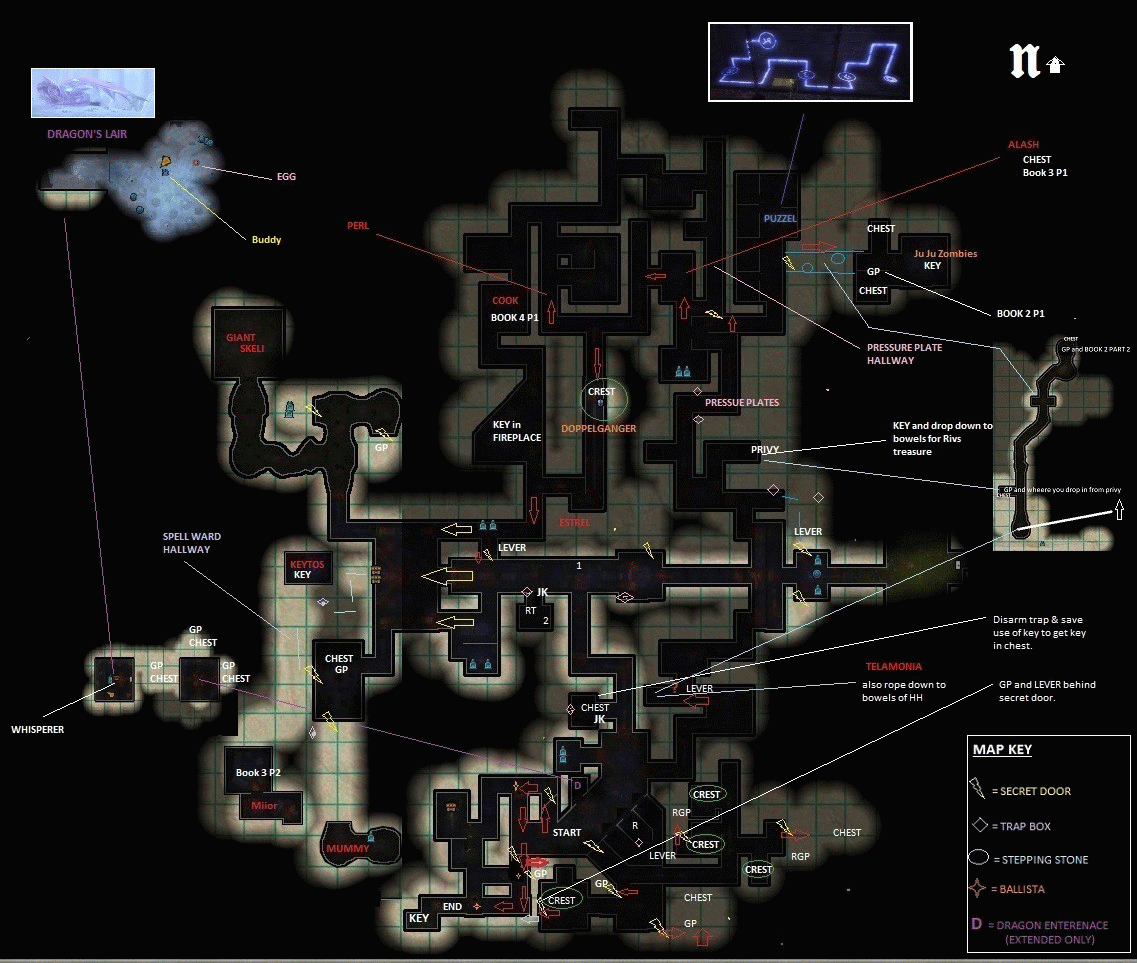 N
DRAGON'S LAIR
EGG
Buddy
PERL
ALASH
CHEST
Book 3 P1
PUZZEL
CHEST
Ju Ju Zombies
KEY
GP
CHEST
BOOK 2 P1
COOK
BOOK 4 P1
PRESSURE PLATE
HALLWAY
CHEST
GP and BOOK 2 PART 2
GIANT
SKELI
CREST
DOPPELGANGER
PRESSUE PLATES
KEY in
FIREPLACE
GP
PRIVY
KEY and drop down to
bowels for Rivs
treasure
GP and wheere you drop in from privy
CHEST
ESTREL
SPELL WARD
HALLWAY
LEVER
LEVER
KEYTOS
KEY
1
JK
RT
2
GP
CHEST
GP
CHEST
GP
CHEST
CHEST
GP
WHISPERER
Disarm trap & save
use of key to get key
in chest.
TELAMONIA
also rope down to
bowels of HH
LEVER
GP and LEVER behind
secret door.
CHEST
JK
Book 3 P2
Miior
MUMMY
D
START
CREST
RGP
R
LEVER
CREST
CREST
CHEST
RGP
GP
GP
CREST
CHEST
GP
END
KEY
MAP KEY
= SECRET DOOR
= TRAP BOX
= STEPPING STONE
= BALLISTA
D = DRAGON ENTERENACE
(EXTENDED ONLY)